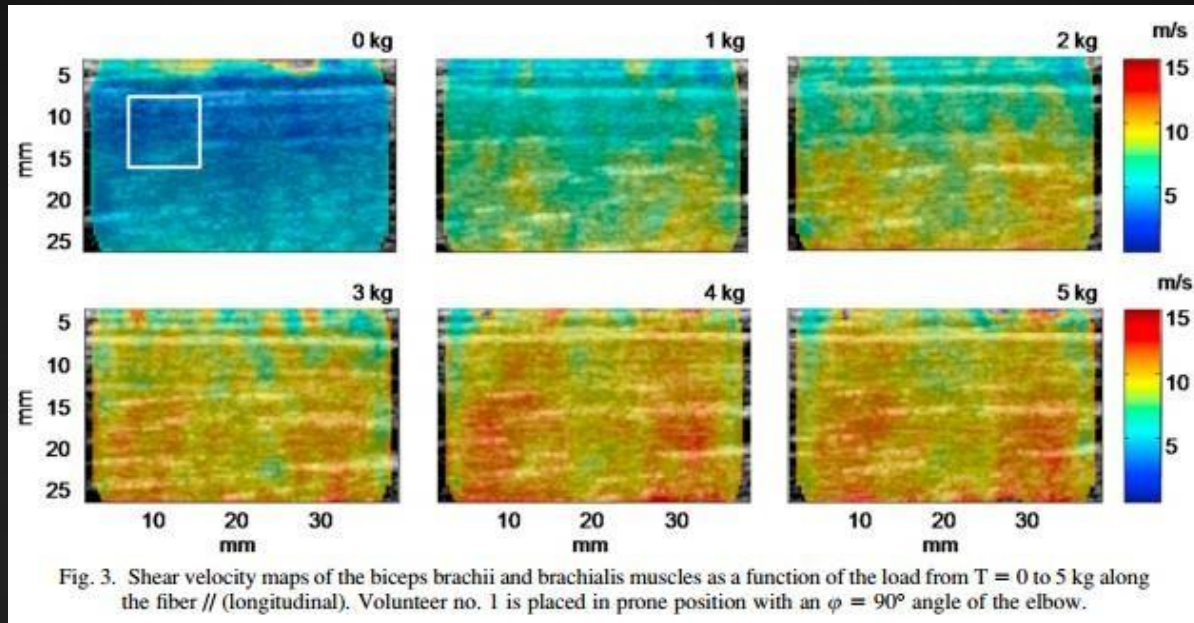 0 kg
1 kg
2 kg
m/s
5
10
15
20
25
mm
15
10
5
3 kg
4 kg
5 kg
m/s
5
10
15
20
25
mm
15
10
5
10 20 30
mm
10 20 30
mm
10 20 30
mm
Fig. 3. Shear velocity maps of the biceps brachii and brachialis muscles as a function of the load from T = 0 to 5 kg along
the fiber // (longitudinal). Volunteer no. 1 is placed in prone position with an φ = 90° angle of the elbow.